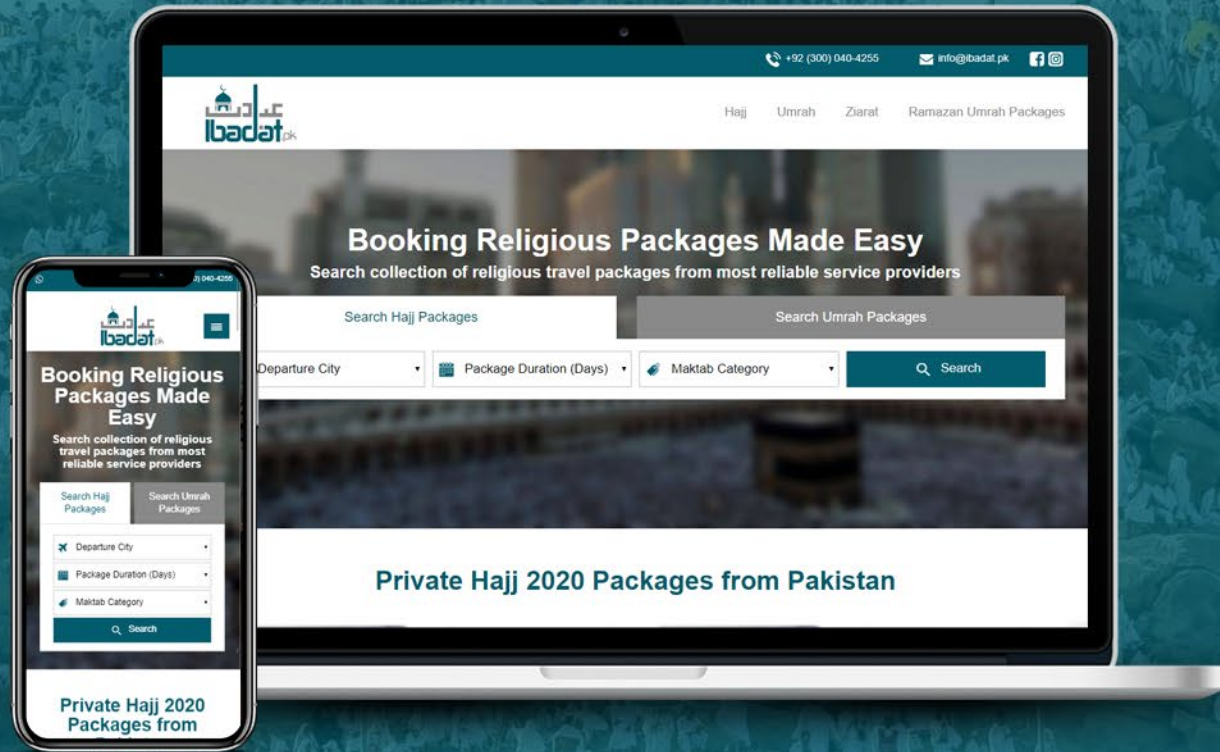 +92 (300) 040-4255 info@ibadat.pk
عبادت
Ibadat.pk
Hajj Umrah Ziarat Ramazan Umrah Packages
Booking Religious Packages Made Easy
Search collection of religious travel packages from most reliable service providers
Search Hajj Packages Search Umrah Packages
Departure City Package Duration (Days) Maktab Category Search
Private Hajj 2020 Packages from Pakistan
040-4255
عبادت
Ibadat.pk
Booking Religious
Packages Made
Easy
Search collection of religious
travel packages from most
reliable service providers
Search Hajj Search Umrah
Packages Packages
Departure City
Package Duration (Days)
Maktab Category
Search
Private Hajj 2020
Packages from